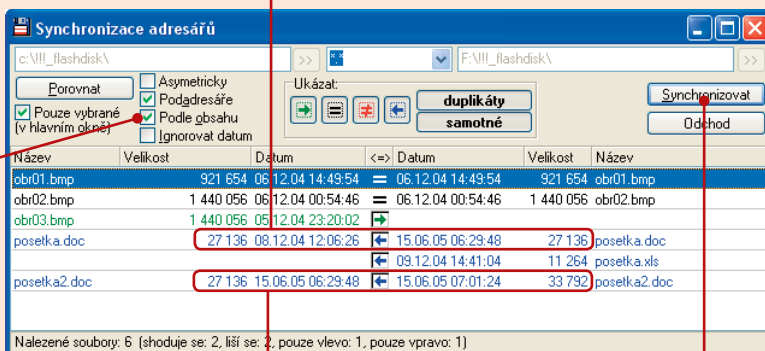 Synchronizace adresářů
c:\!!!_flashdisk\ >> *.* F:\!!!_flashdisk\ >>
Porovnat
Pouze vybrané
(v hlavním okně)
Asymetricky
Podadresáře
Podle obsahu
Ignorovat datum
Ukázat:
duplikáty
samotné
Synchronizovat
Odchod
Název Velikost Datum <=> Datum Velikost Název
obr01.bmp 921 654 06.12.04 14:49:54 = 06.12.04 14:49:54 921 654 obr01.bmp
obr02.bmp 1 440 056 06.12.04 00:54:46 = 06.12.04 00:54:46 1 440 056 obr02.bmp
obr03.bmp 1 440 056 05.12.04 23:20:02
posetka.doc 27 136 08.12.04 12:06:26 15.06.05 06:29:48 27 136 posetka.doc
09.12.04 14:41:04 11 264 posetka.xls
posetka2.doc 27 136 15.06.05 06:29:48 15.06.05 07:01:24 33 792 posetka2.doc
Nalezené soubory: 6 (shoduje se: 2, liší se: 2, pouze vlevo: 1, pouze vpravo: 1)